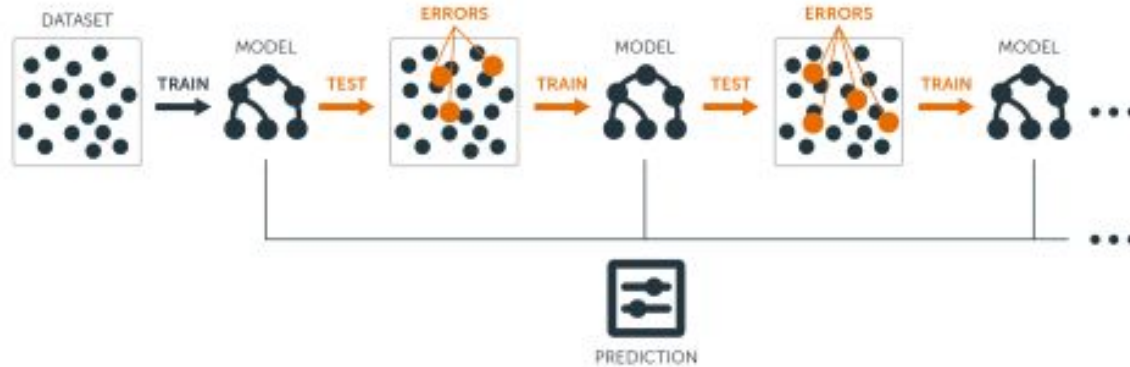 DATASET
MODEL
ERRORS
MODEL
ERRORS
MODEL
TRAIN
TEST
TRAIN
TEST
TRAIN
PREDICTION